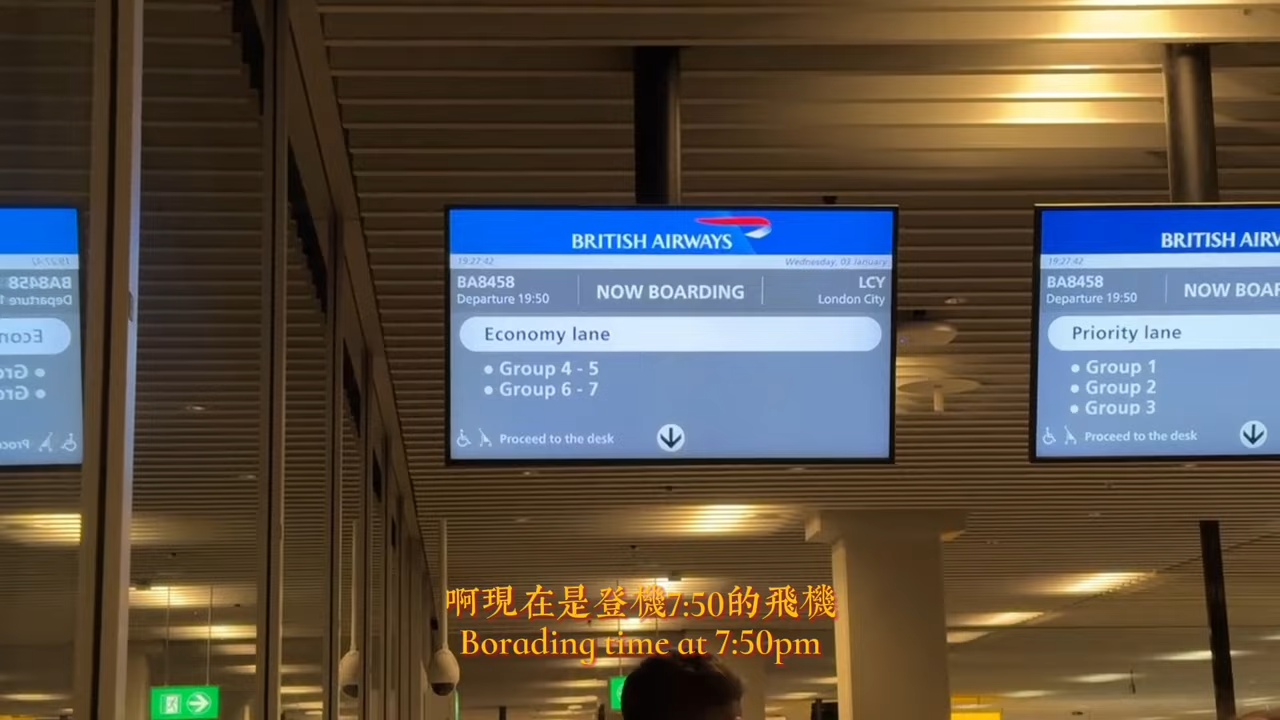 BRITISH AIRWAYS
19:27:42
Wednesday, 03 January
BA8458
Departure 19:50
NOW BOARDING
LCY
London City
Economy lane
Group 4 - 5
Group 6 - 7
Proceed to the desk
BRITISH AIRW
19:27:42
BA8458
Departure 19:50
NOW BOAR
Priority lane
Group 1
Group 2
Group 3
Proceed to the desk
啊現在是登機7:50的飛機
Borading time at 7:50pm